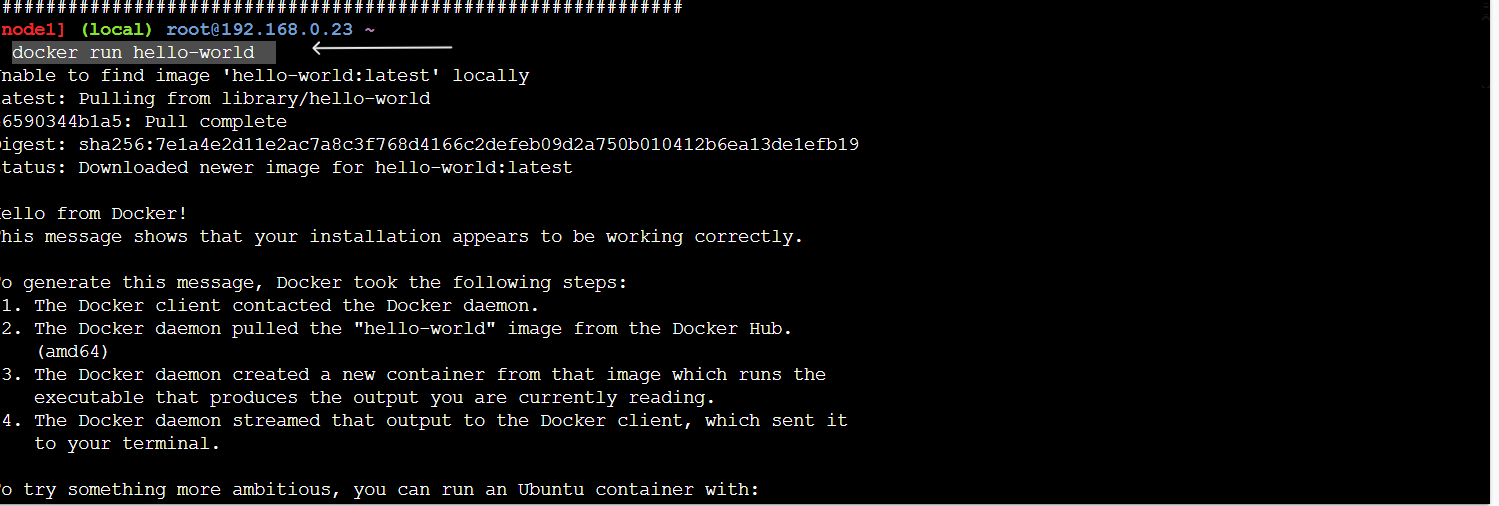 ##############################################################
node1] (local) root@192.168.0.23 ~
docker run hello-world
nable to find image 'hello-world:latest' locally
atest: Pulling from library/hello-world
6590344b1a5: Pull complete
igest: sha256:7e1a4e2d11e2ac7a8c3f768d4166c2defeb09d2a750b010412b6ea13de1efb19
tatus: Downloaded newer image for hello-world:latest
ello from Docker!
his message shows that your installation appears to be working correctly.
o generate this message, Docker took the following steps:
1. The Docker client contacted the Docker daemon.
2. The Docker daemon pulled the "hello-world" image from the Docker Hub.
(amd64)
3. The Docker daemon created a new container from that image which runs the
executable that produces the output you are currently reading.
4. The Docker daemon streamed that output to the Docker client, which sent it
to your terminal.
o try something more ambitious, you can run an Ubuntu container with: